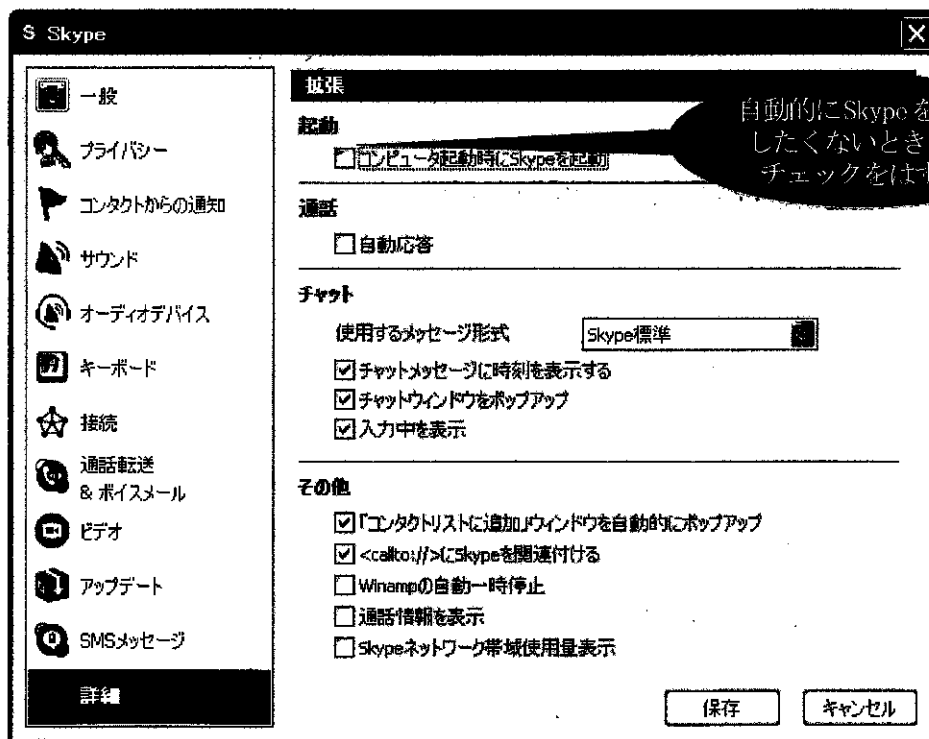 S Skype
一般
プライバシー
コンタクトからの通知
サウンド
オーディオデバイス
キーボード
接続
通話転送
& ボイスメール
ビデオ
アップデート
SMSメッセージ
詳細
拡張
起動
コンピュータ起動時にSkypeを起動
自動的にSkypeを
したくないとき
チェックをはず
通話
自動応答
チャット
使用するメッセージ形式 Skype標準
チャットメッセージに時刻を表示する
チャットウィンドウをポップアップ
入力中を表示
その他
「コンタクトリストに追加」ウィンドウを自動的にポップアップ
<callto://>にSkypeを関連付ける
Winampの自動一時停止
通話情報を表示
Skypeネットワーク帯域使用量表示
保存 キャンセル